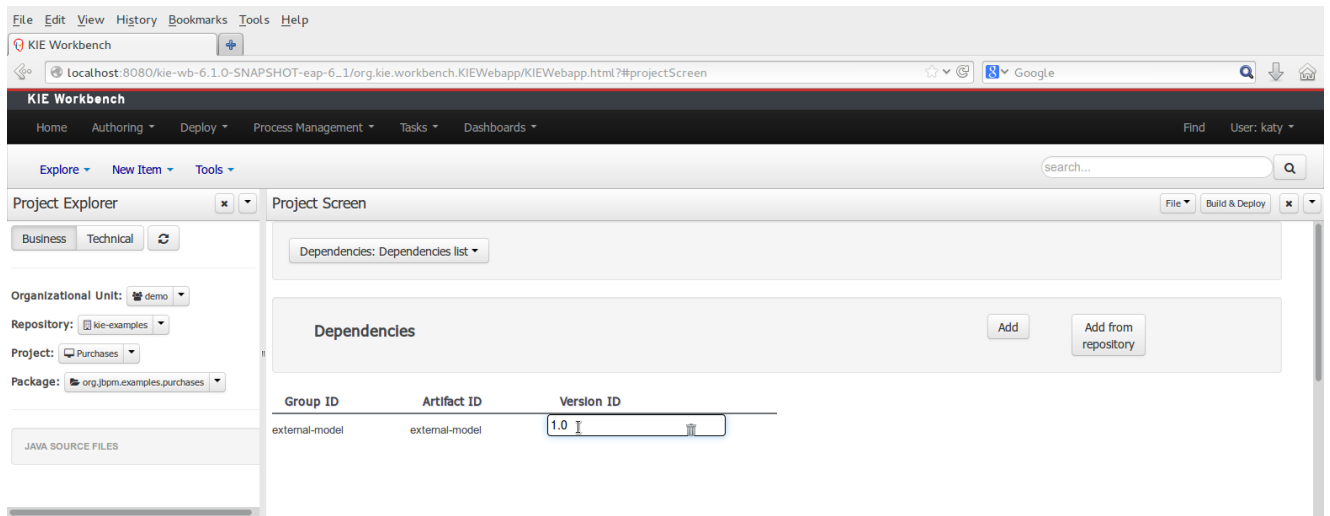 File Edit View History Bookmarks Tools Help
KIE Workbench
localhost:8080/kie-wb-6.1.0-SNAPSHOT-eap-6_1/org.kie.workbench.KIEWebapp/KIEWebapp.html?#projectScreen
8 Google
KIE Workbench
Home Authoring Deploy Process Management Tasks Dashboards Find User: katy
Explore New Item Tools search...
Project Explorer
Project Screen File Build & Deploy
Business Technical
Dependencies: Dependencies list
Organizational Unit: demo
Repository: kie-examples
Project: Purchases
Package: org.jbpm.examples.purchases
Dependencies Add Add from
repository
Group ID Artifact ID Version ID
external-model external-model 1.0
JAVA SOURCE FILES